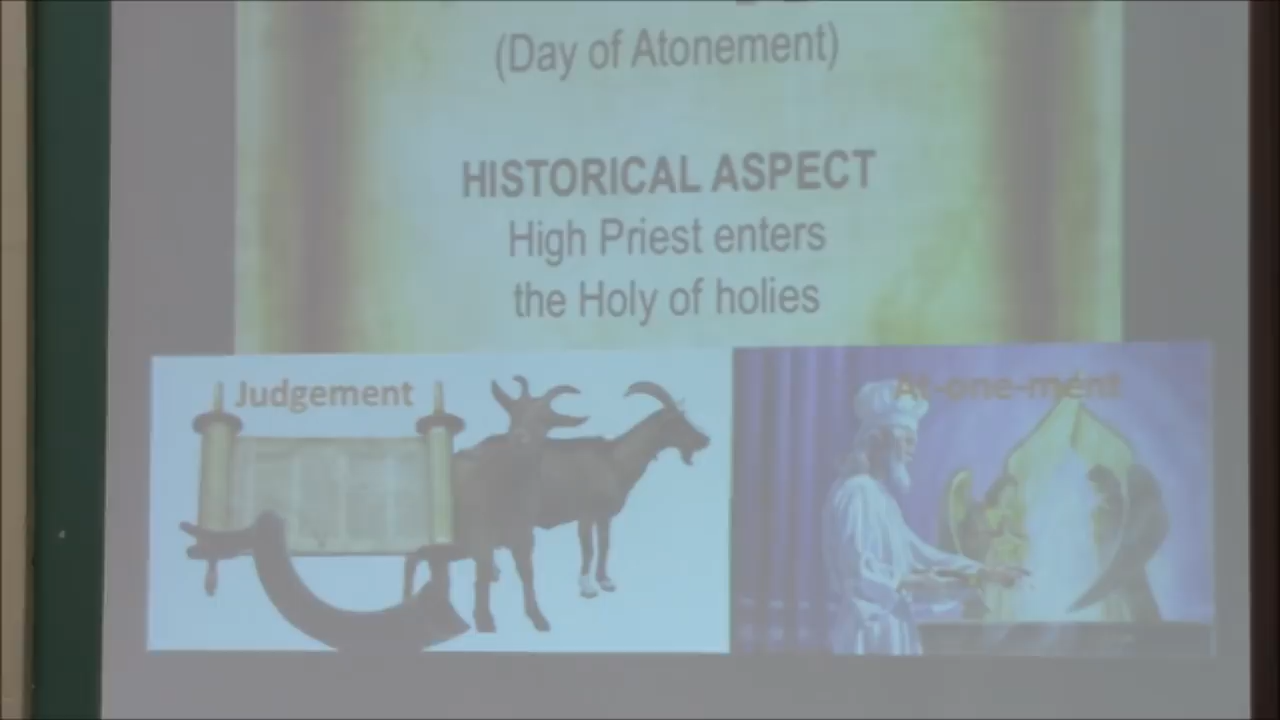 (Day of Atonement)
HISTORICAL ASPECT
High Priest enters
the Holy of holies
Judgement
At-one-ment